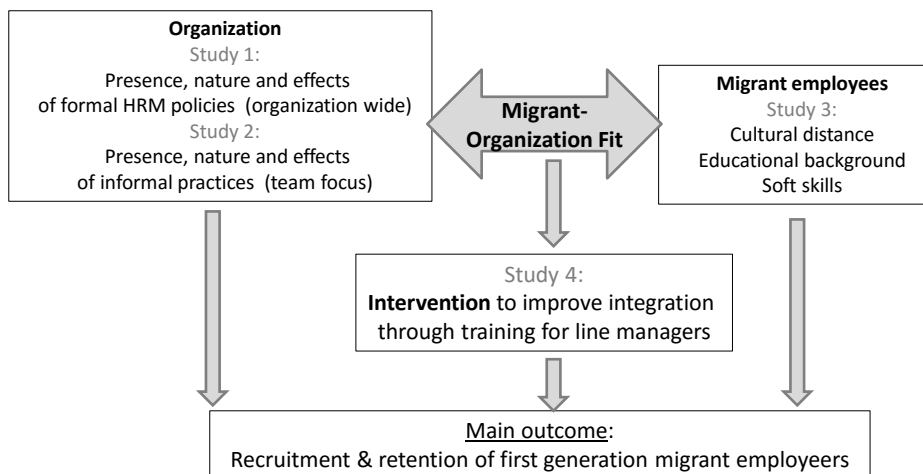 Organization
Study 1:
Presence, nature and effects
of formal HRM policies (organization wide)
Study 2:
Presence, nature and effects
of informal practices (team focus)
Migrant-
Organization Fit
Migrant employees
Study 3:
Cultural distance
Educational background
Soft skills
Study 4:
Intervention to improve integration
through training for line managers
Main outcome:
Recruitment & retention of first generation migrant employeers